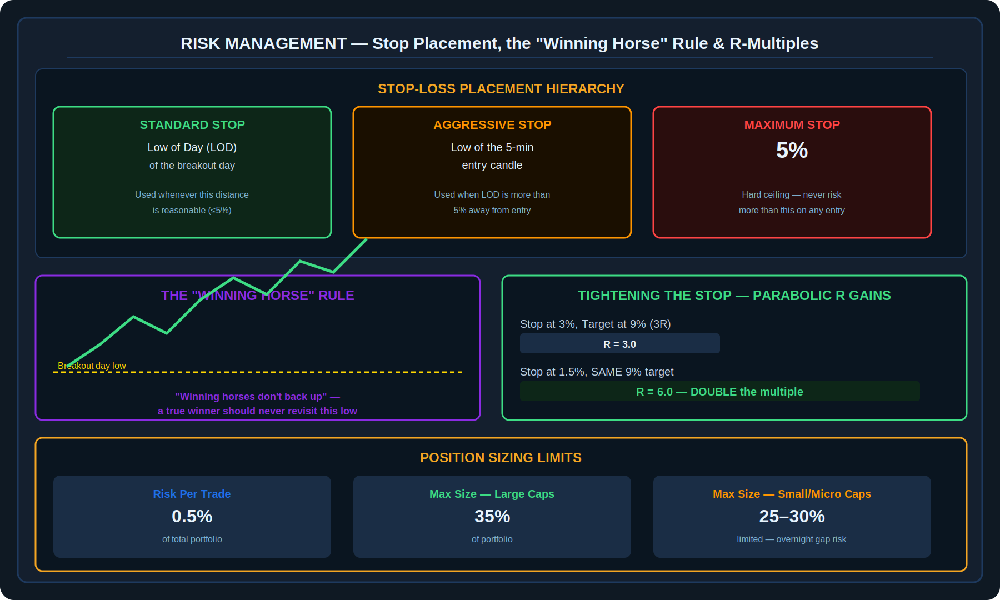 RISK MANAGEMENT — Stop Placement, the "Winning Horse" Rule & R-Multiples
STOP-LOSS PLACEMENT HIERARCHY
STANDARD STOP
Low of Day (LOD)
of the breakout day
Used whenever this distance
is reasonable (≤5%)
AGGRESSIVE STOP
Low of the 5-min
entry candle
Used when LOD is more than
5% away from entry
MAXIMUM STOP
5%
Hard ceiling — never risk
more than this on any entry
THE "WINNING HORSE" RULE
Breakout day low
"Winning horses don't back up" —
a true winner should never revisit this low
TIGHTENING THE STOP — PARABOLIC R GAINS
Stop at 3%, Target at 9% (3R)
R = 3.0
Stop at 1.5%, SAME 9% target
R = 6.0 — DOUBLE the multiple
POSITION SIZING LIMITS
Risk Per Trade
0.5%
of total portfolio
Max Size — Large Caps
35%
of portfolio
Max Size — Small/Micro Caps
25–30%
limited — overnight gap risk